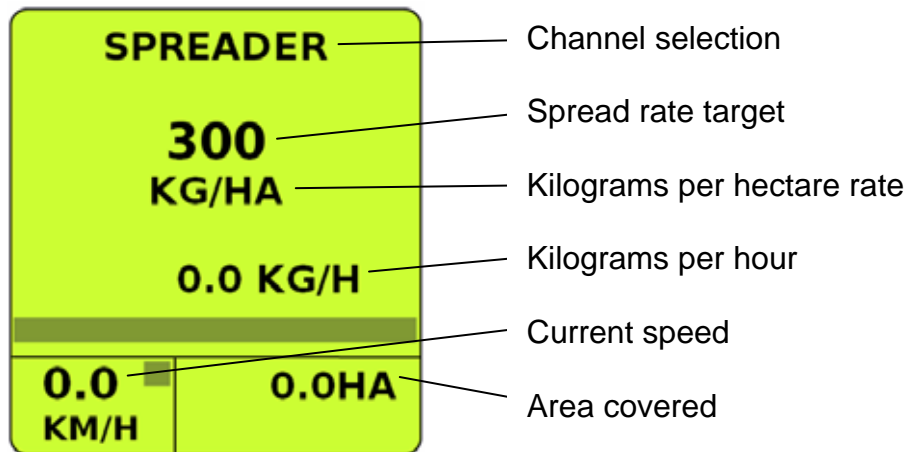 SPREADER
Channel selection
300
Spread rate target
KG/HA
Kilograms per hectare rate
0.0 KG/H
Kilograms per hour
Current speed
0.0
KM/H
0.0HA
Area covered